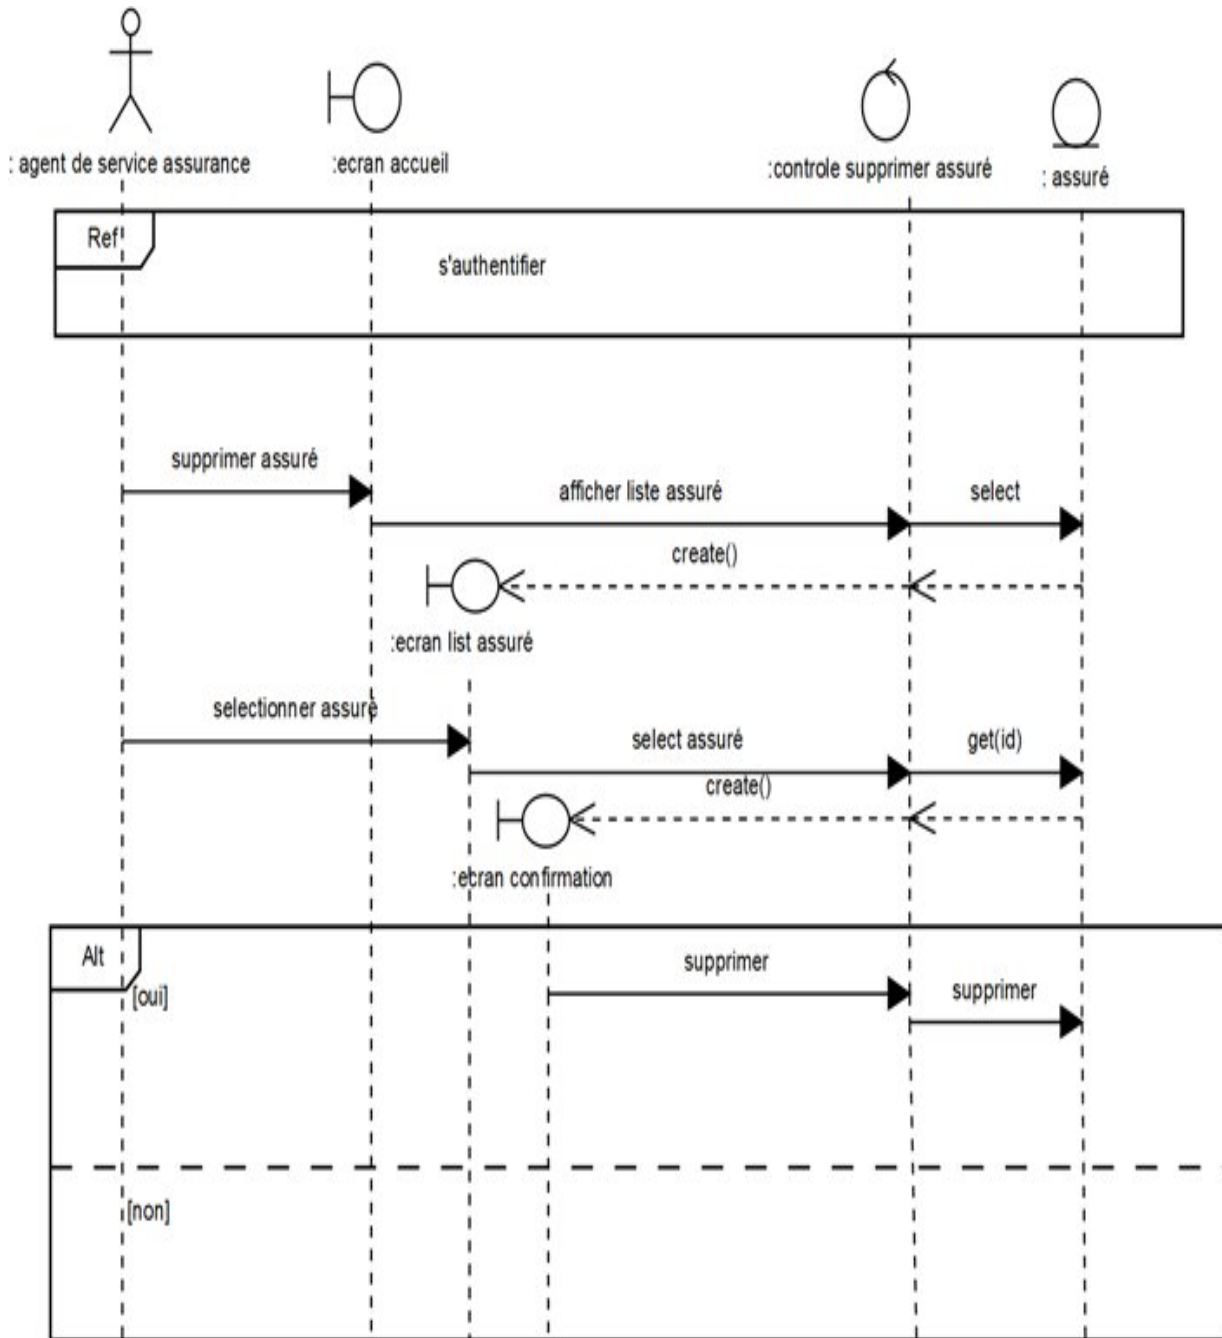 : agent de service assurance
:ecran accueil
:controle supprimer assuré
: assuré
Ref
s'authentifier
supprimer assuré
afficher liste assuré
select
create()
:ecran list assuré
selectionner assuré
select assuré
get(id)
create()
:ecran confirmation
Alt
supprimer
[oui]
supprimer
[non]